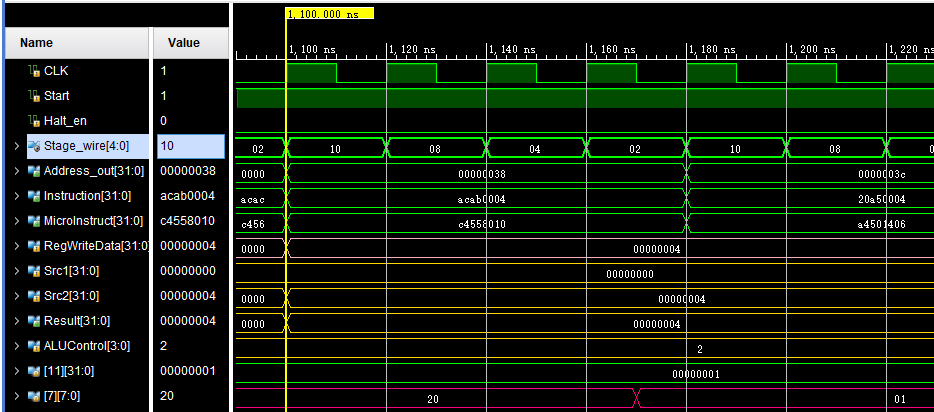 1,100.000 ns
Name Value
1,100 ns 1,120 ns 1,140 ns 1,160 ns 1,180 ns 1,200 ns 1,220
CLK 1
Start 1
Halt_en 0
Stage_wire[4:0] 10 02 10 08 04 02 10 08
Address_out[31:0] 00000038 0000 00000038 0000003c
Instruction[31:0] acab0004 acac acab0004 20a50004
MicroInstruct[31:0] c4558010 c456 c4558010 a4501406
RegWriteData[31:0] 00000004 0000 00000004
Src1[31:0] 00000000 00000000
Src2[31:0] 00000004 0000 00000004
Result[31:0] 00000004 0000 00000004
ALUControl[3:0] 2 2
[11][31:0] 00000001 00000001
[7][7:0] 20 20 01